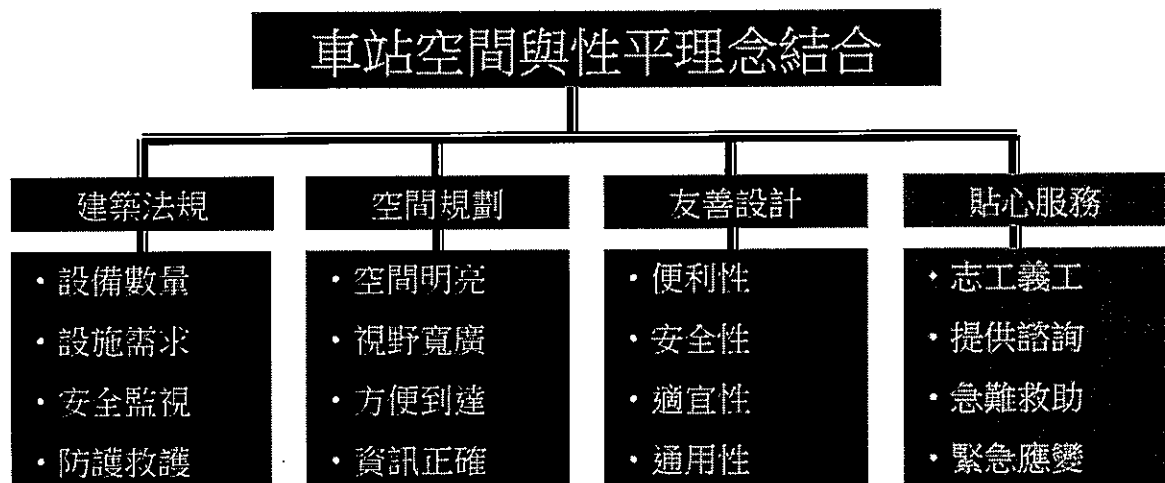 車站空間與性平理念結合
建築法規
・設備數量
・設施需求
・安全監視
・防護救護
空間規劃
・空間明亮
・視野寬廣
・方便到達
・資訊正確
友善設計
・便利性
・安全性
・適宜性
・通用性
貼心服務
・志工義工
・提供諮詢
・急難救助
・緊急應變